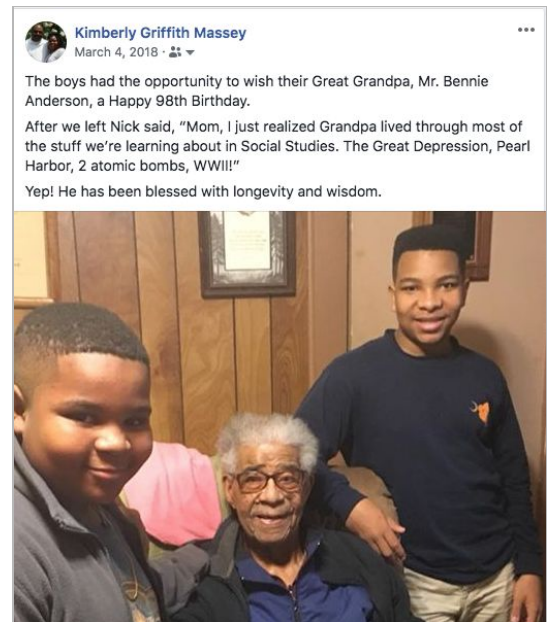 Kimberly Griffith Massey
March 4, 2018 ·
The boys had the opportunity to wish their Great Grandpa, Mr. Bennie
Anderson, a Happy 98th Birthday.
After we left Nick said, “Mom, I just realized Grandpa lived through most of
the stuff we’re learning about in Social Studies. The Great Depression, Pearl
Harbor, 2 atomic bombs, WWII!”
Yep! He has been blessed with longevity and wisdom.